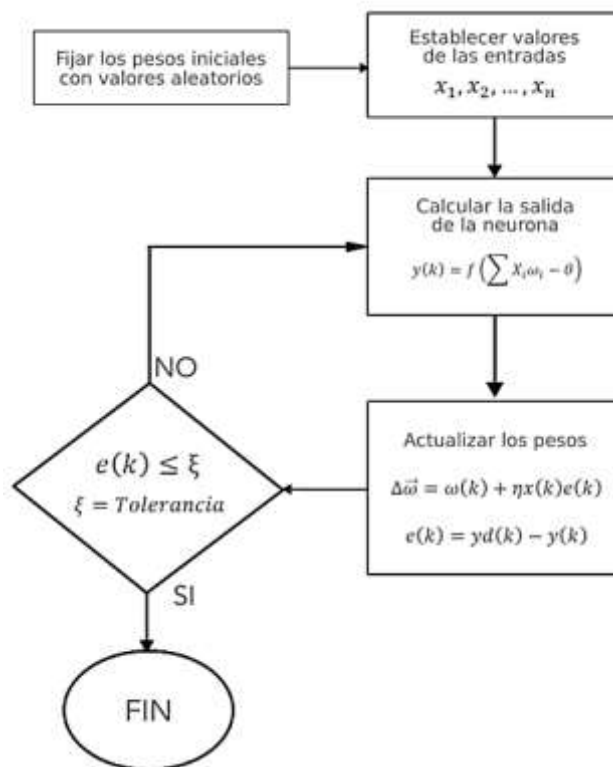 Fijar los pesos iniciales
con valores aleatorios
Establecer valores
de las entradas
x₁, x₂, ..., xₙ
Calcular la salida
de la neurona
y(k) = f(∑ Xᵢωᵢ − θ)
Actualizar los pesos
Δω⃗ = ω(k) + ηx(k)e(k)
e(k) = yd(k) − y(k)
NO
e(k) ≤ ξ
ξ = Tolerancia
SI
FIN